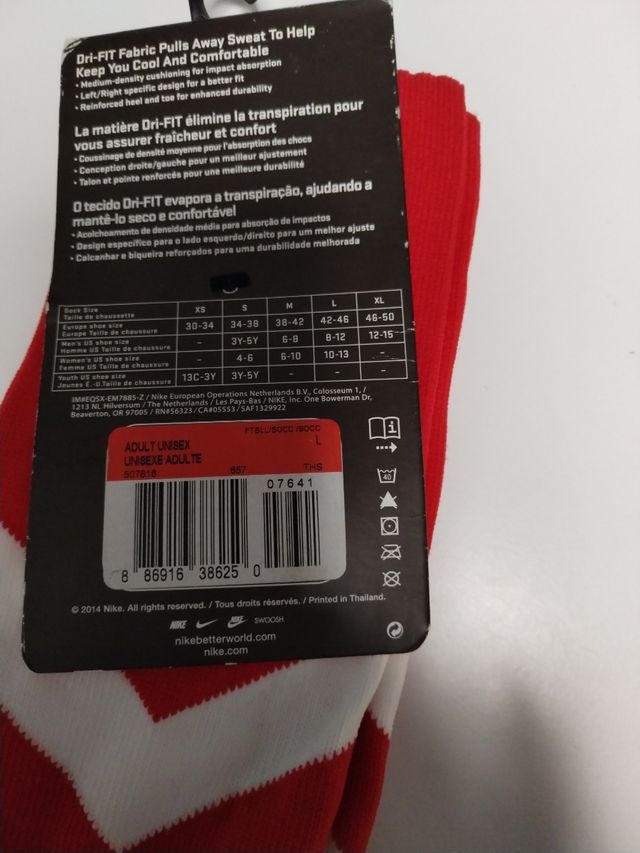 Dri-FIT Fabric Pulls Away Sweat To Help
Keep You Cool And Comfortable
• Medium-density cushioning for impact absorption
• Left/Right specific design for a better fit
• Reinforced heel and toe for enhanced durability
La matière Dri-FIT élimine la transpiration pour
vous assurer fraîcheur et confort
• Coussinage de densité moyenne pour l'absorption des chocs
• Conception droite/gauche pour un meilleur ajustement
• Talon et pointe renforcés pour une meilleure durabilité
O tecido Dri-FIT evapora a transpiração, ajudando a
mantê-lo seco e confortável
• Acolchoamento de densidade média para absorção de impactos
• Design específico para o lado esquerdo/direito para um melhor ajuste
• Calcanhar e biqueira reforçados para uma durabilidade melhorada
Sock Size
Taille de chaussette
XS S M L XL
Europe shoe size
Europe Taille de chaussure
30-34 34-38 38-42 42-46 46-50
Men's US shoe size
Homme US Taille de chaussure
- 3Y-5Y 6-8 8-12 12-15
Women's US shoe size
Femme US Taille de chaussure
- 4-6 6-10 10-13 -
Youth US shoe size
Jeunes É.-U.Taille de chaussure
13C-3Y 3Y-5Y - - -
IM#EQSX-EM7885-Z / Nike European Operations Netherlands B.V., Colosseum 1, /
1213 NL Hilversum / The Netherlands / Les Pays-Bas / NIKE, Inc. One Bowerman Dr,
Beaverton, OR 97005 / RN#56323 / CA#05553 / SAF1329922
FTBLL/SOCC /SOCC
ADULT UNISEX L
UNISEXE ADULTE
507816 657 THS
07641
8 86916 38625 0
40
© 2014 Nike. All rights reserved. / Tous droits réservés. / Printed in Thailand.
NIKE NIKE SWOOSH
nikebetterworld.com
nike.com